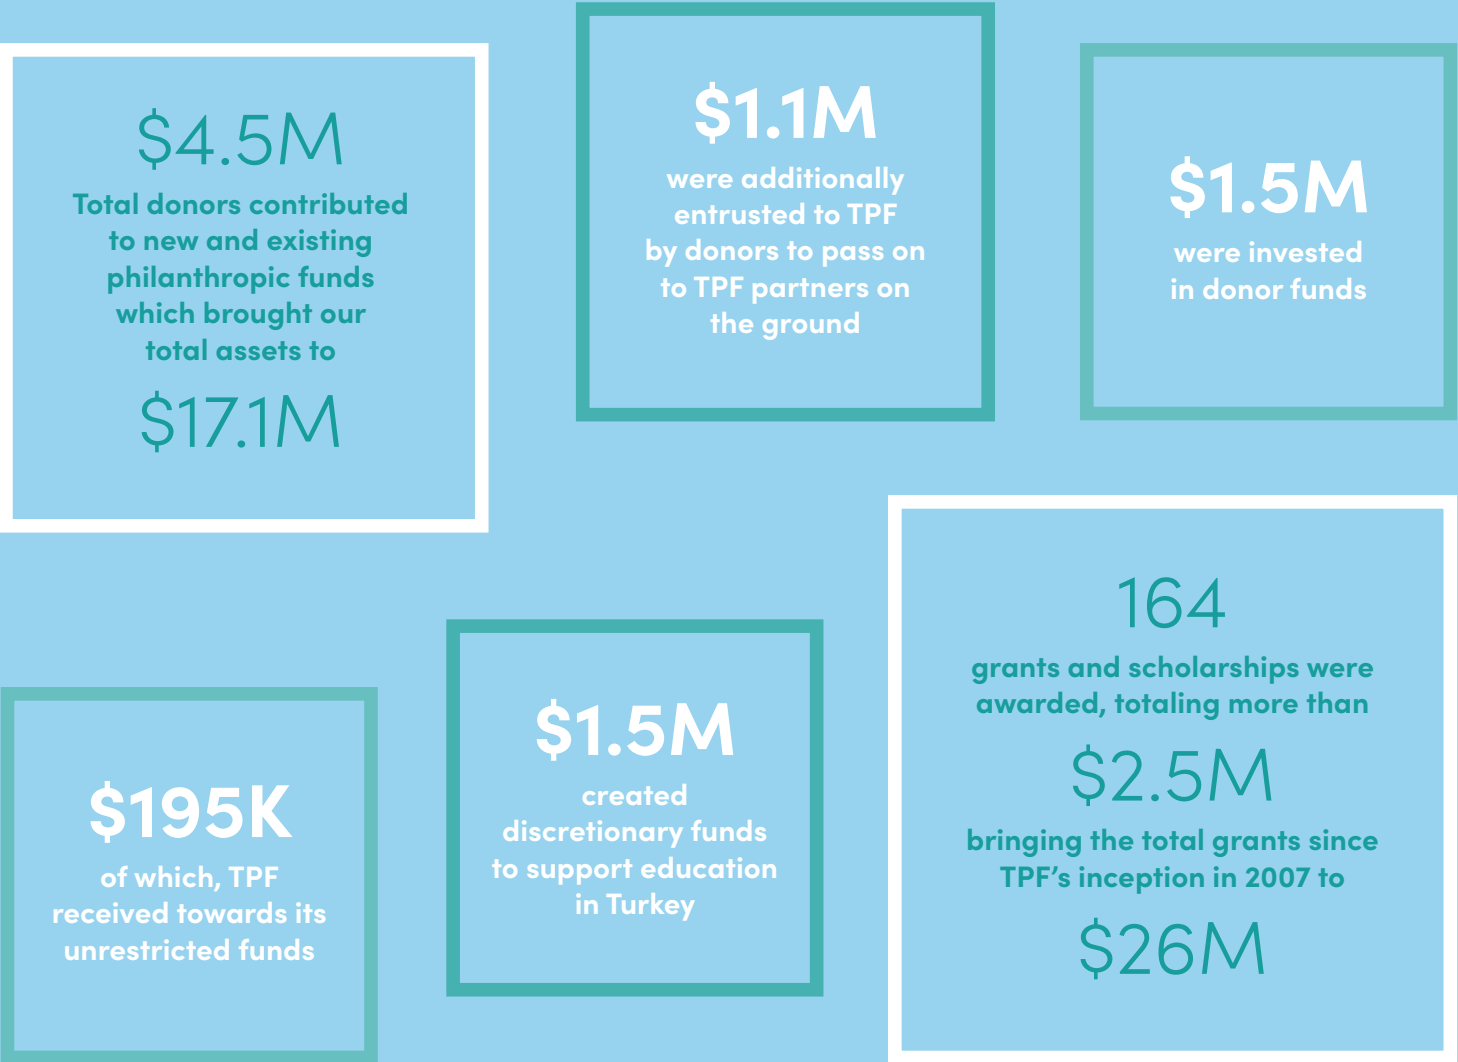 $4.5M
Total donors contributed
to new and existing
philanthropic funds
which brought our
total assets to
$17.1M
$1.1M
were additionally
entrusted to TPF
by donors to pass on
to TPF partners on
the ground
$1.5M
were invested
in donor funds
$195K
of which, TPF
received towards its
unrestricted funds
$1.5M
created
discretionary funds
to support education
in Turkey
164
grants and scholarships were
awarded, totaling more than
$2.5M
bringing the total grants since
TPF’s inception in 2007 to
$26M